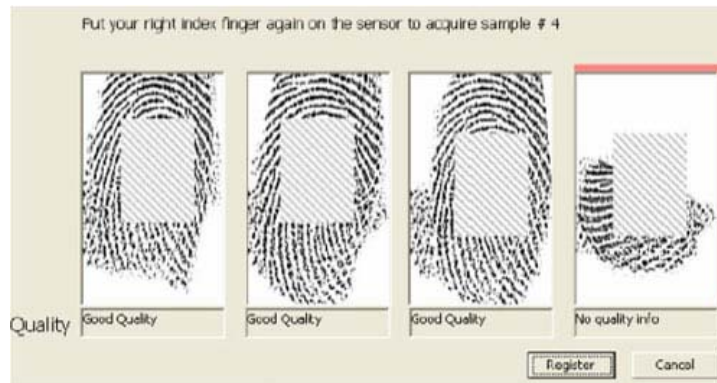 Put your right index finger again on the sensor to acquire sample # 4
Good Quality
Good Quality
Good Quality
No quality info
Quality
Register
Cancel